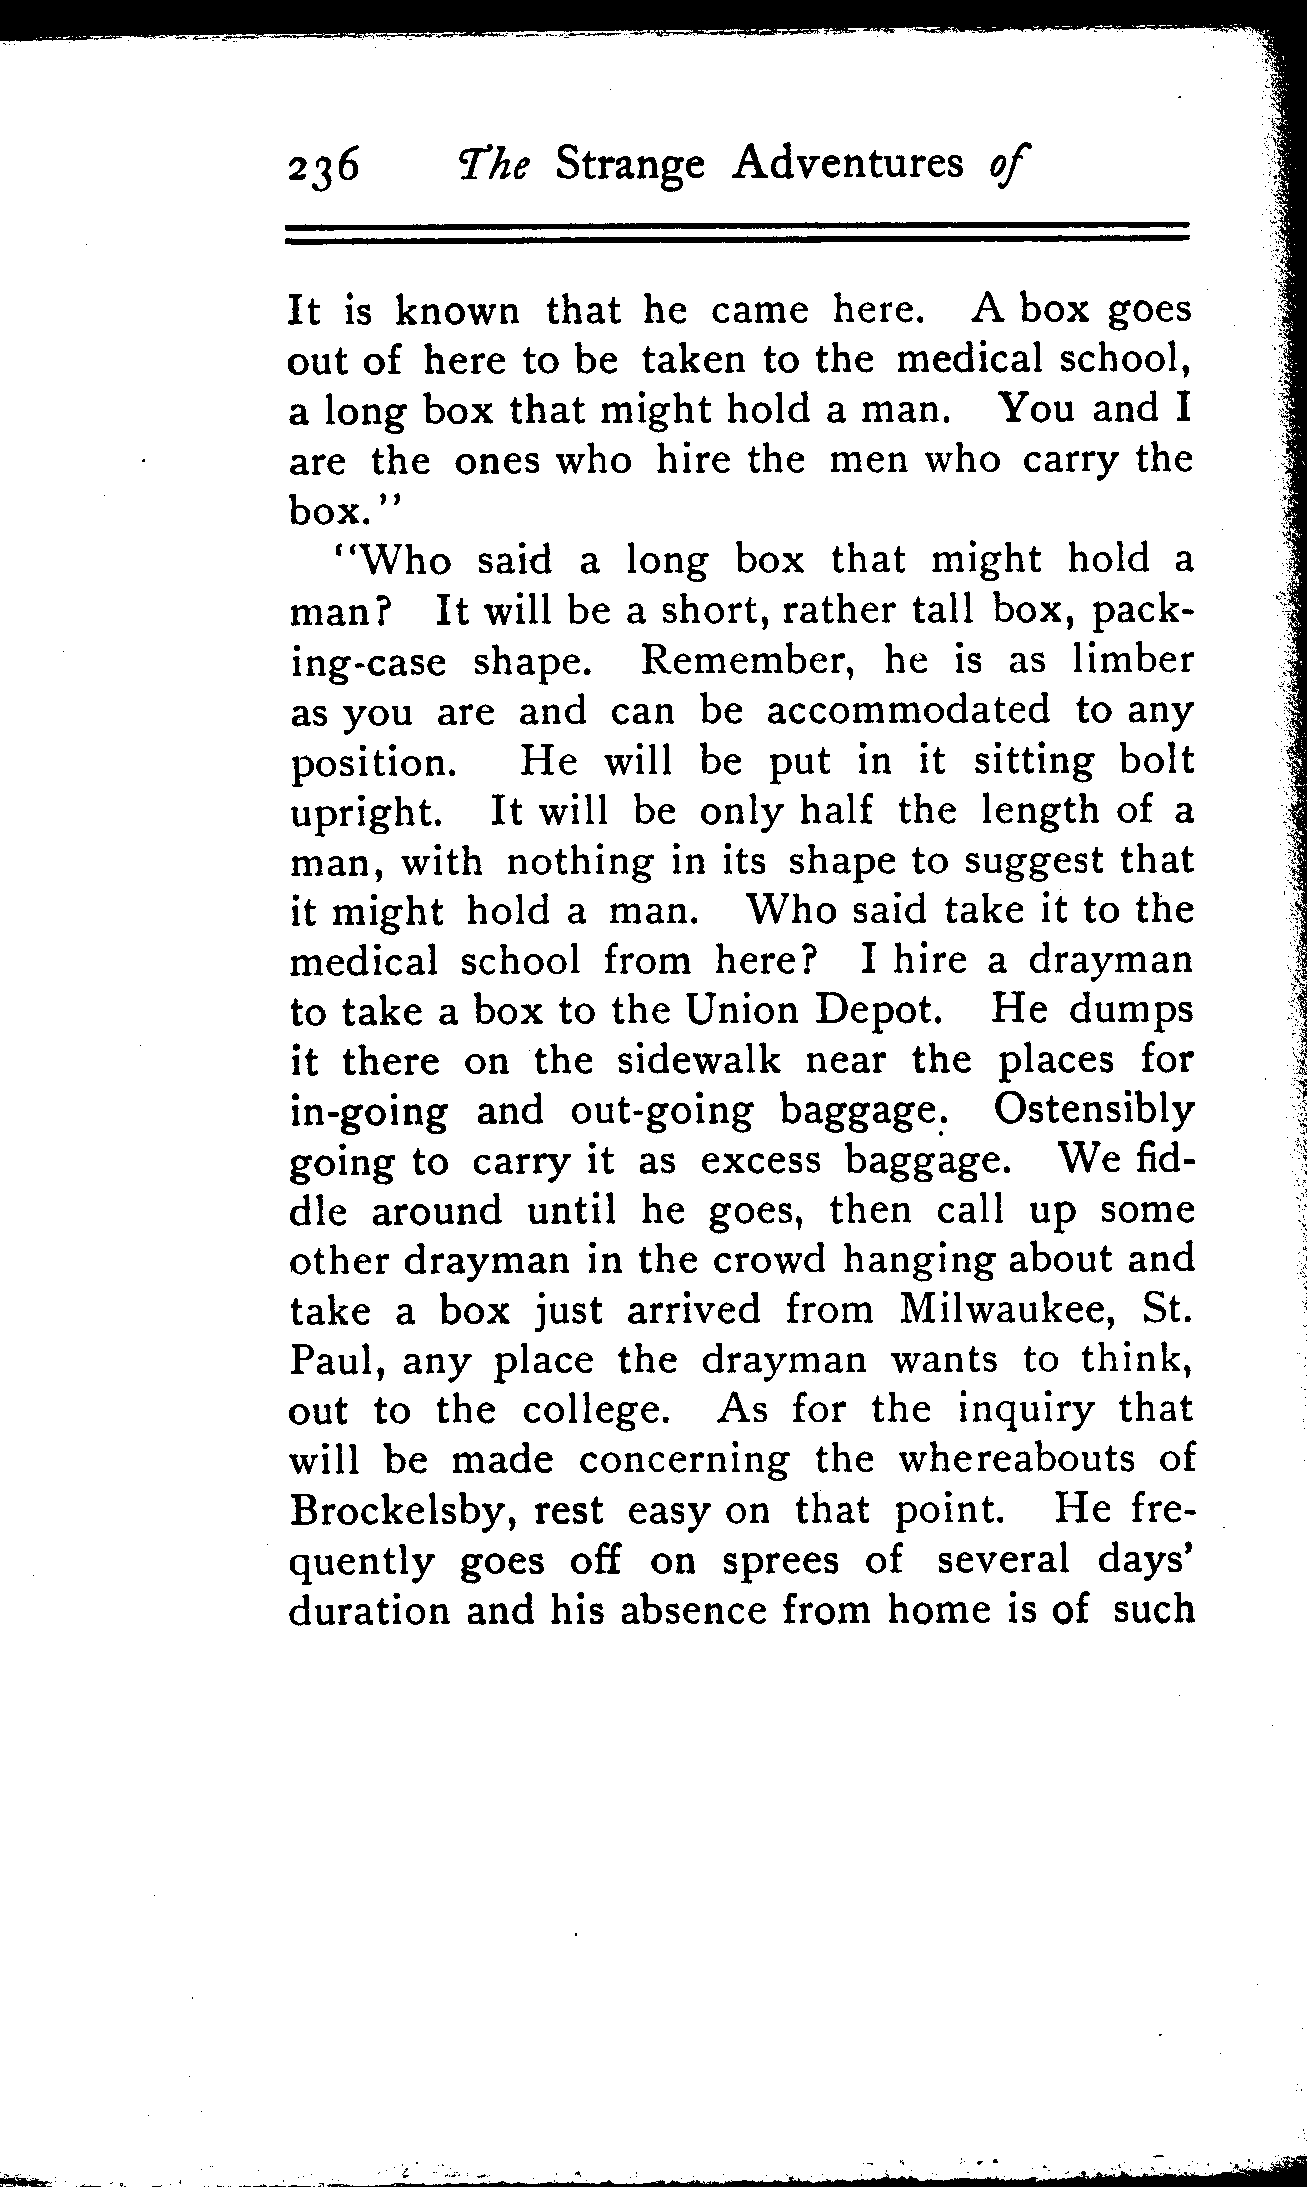 236 The Strange Adventures of
It is known that he came here. A box goes
out of here to be taken to the medical school,
a long box that might hold a man. You and I
are the ones who hire the men who carry the
box."
"Who said a long box that might hold a
man? It will be a short, rather tall box, pack-
ing-case shape. Remember, he is as limber
as you are and can be accommodated to any
position. He will be put in it sitting bolt
upright. It will be only half the length of a
man, with nothing in its shape to suggest that
it might hold a man. Who said take it to the
medical school from here? I hire a drayman
to take a box to the Union Depot. He dumps
it there on the sidewalk near the places for
in-going and out-going baggage. Ostensibly
going to carry it as excess baggage. We fid-
dle around until he goes, then call up some
other drayman in the crowd hanging about and
take a box just arrived from Milwaukee, St.
Paul, any place the drayman wants to think,
out to the college. As for the inquiry that
will be made concerning the whereabouts of
Brockelsby, rest easy on that point. He fre-
quently goes off on sprees of several days'
duration and his absence from home is of such